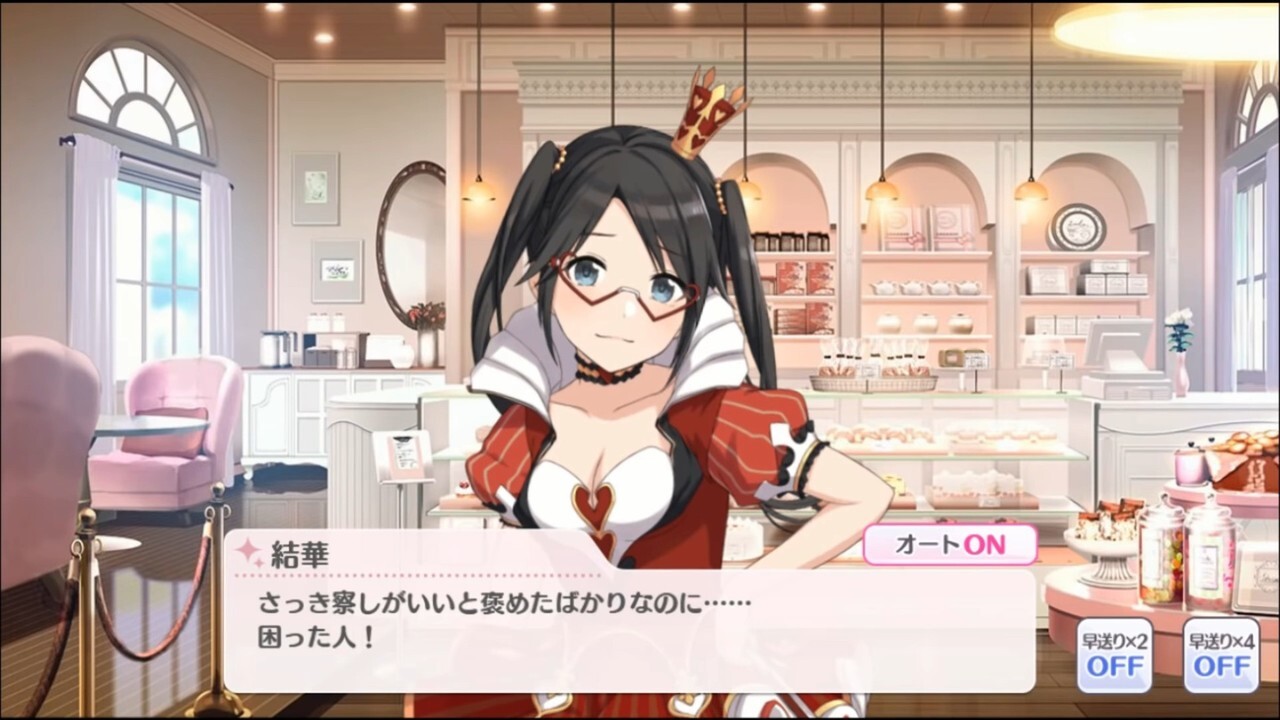 結華
オートON
さっき察しがいいと褒めたばかりなのに……
困った人！
早送り×2
OFF
早送り×4
OFF